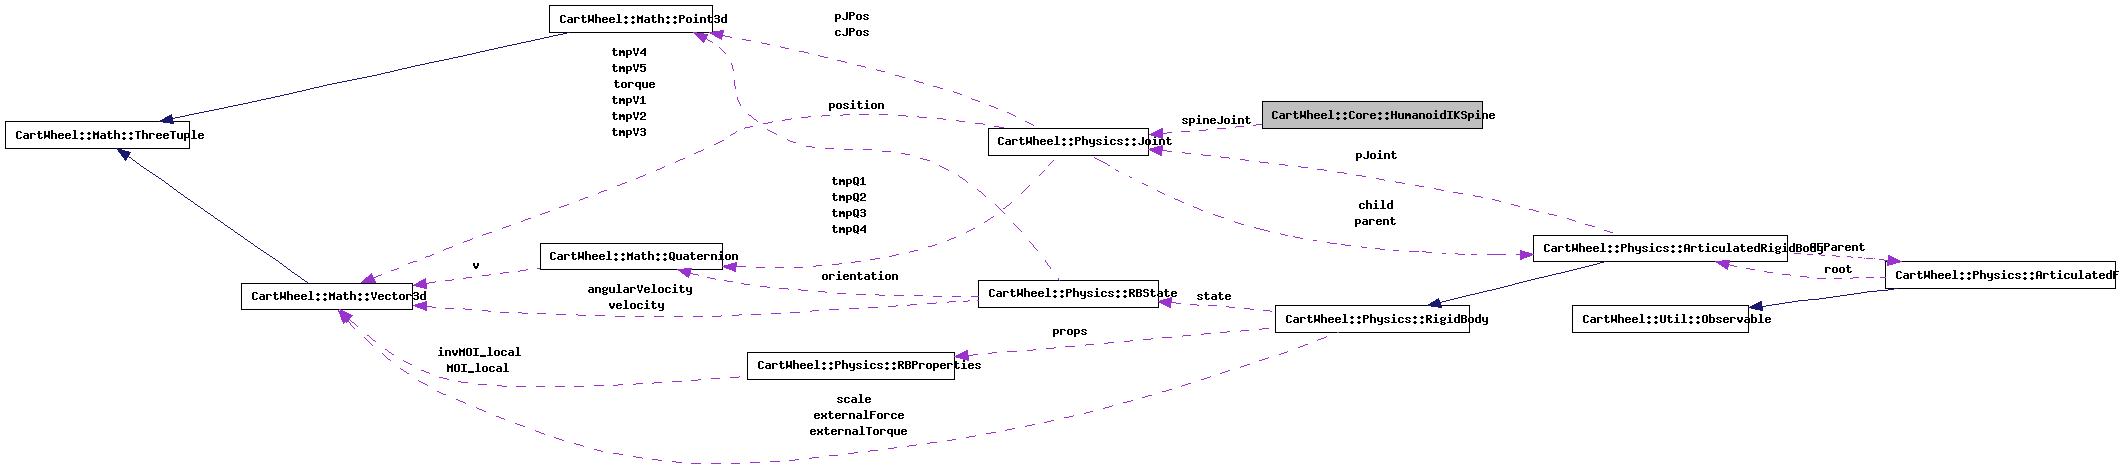 CartWheel::Math::Point3d
pJPos
cJPos
tmpV4
tmpV5
torque
tmpV1
tmpV2
tmpV3
position
spineJoint
CartWheel::Core::HumanoidIKSpine
CartWheel::Math::ThreeTuple
CartWheel::Physics::Joint
pJoint
tmpQ1
tmpQ2
tmpQ3
tmpQ4
child
parent
CartWheel::Math::Quaternion
v
CartWheel::Physics::ArticulatedRigidBody
AFParent
root
CartWheel::Physics::ArticulatedF
orientation
angularVelocity
velocity
CartWheel::Math::Vector3d
CartWheel::Physics::RBState
state
CartWheel::Physics::RigidBody
CartWheel::Util::Observable
props
invMOI_local
MOI_local
CartWheel::Physics::RBProperties
scale
externalForce
externalTorque